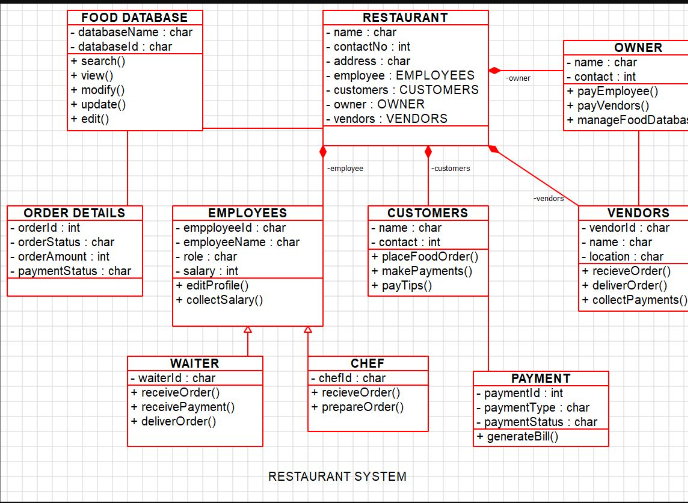 FOOD DATABASE
- databaseName : char
- databaseId : char
+ search()
+ view()
+ modify()
+ update()
+ edit()
RESTAURANT
- name : char
- contactNo : int
- address : char
- employee : EMPLOYEES
- customers : CUSTOMERS
- owner : OWNER
- vendors : VENDORS
-owner
OWNER
- name : char
- contact : int
+ payEmployee()
+ payVendors()
+ manageFoodDatabas
-employee
-customers
-vendors
ORDER DETAILS
- orderId : int
- orderStatus : char
- orderAmount : int
- paymentStatus : char
EMPLOYEES
- empployeeId : char
- employeeName : char
- role : char
- salary : int
+ editProfile()
+ collectSalary()
CUSTOMERS
- name : char
- contact : int
+ placeFoodOrder()
+ makePayments()
+ payTips()
VENDORS
- vendorId : char
- name : char
- location : char
+ recieveOrder()
+ deliverOrder()
+ collectPayments()
WAITER
- waiterId : char
+ receiveOrder()
+ receivePayment()
+ deliverOrder()
CHEF
- chefId : char
+ recieveOrder()
+ prepareOrder()
PAYMENT
- paymentId : int
- paymentType : char
- paymentStatus : char
+ generateBill()
RESTAURANT SYSTEM